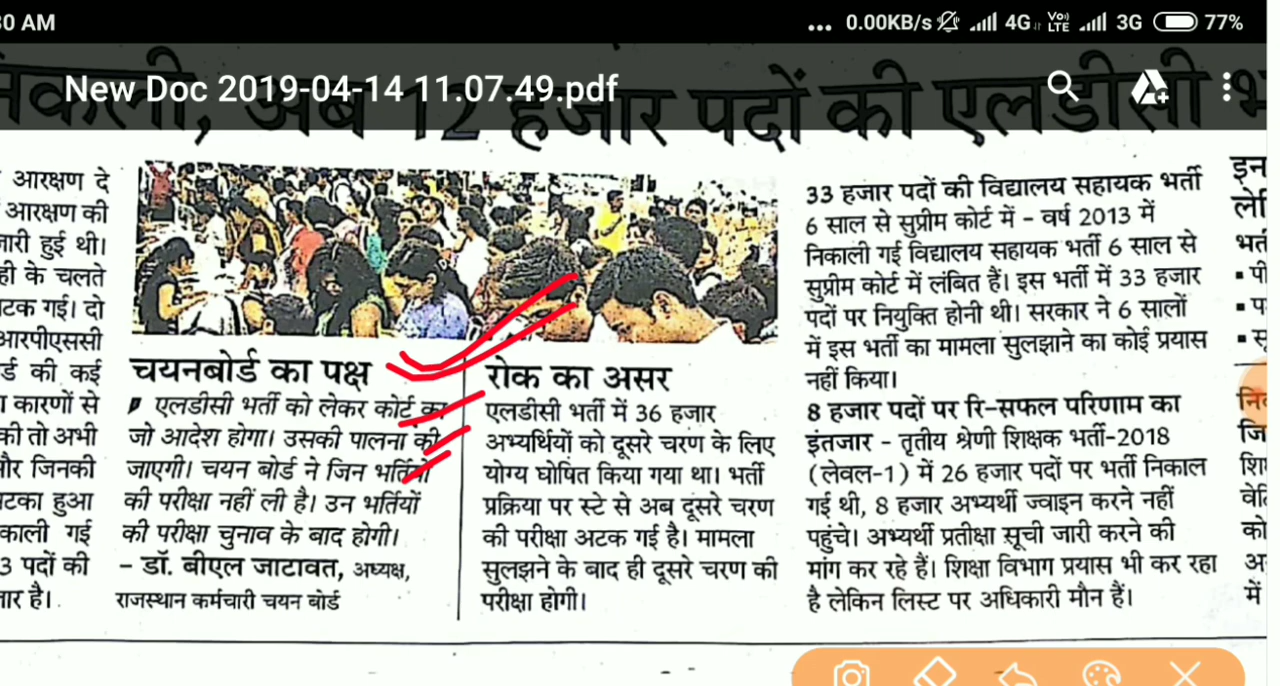 30 AM
... 0.00KB/s 4G VoLTE 3G 77%
New Doc 2019-04-14 11.07.49.pdf
अब 12 हजार पदों की एलडीसी
आरक्षण दे
आरक्षण की
जारी हुई थी।
ही के चलते
टक गई। दो
आरपीएससी
र्ड की कई
कारणों से
की तो अभी
और जिनकी
टका हुआ
काली गई
3 पदों की
चयनबोर्ड का पक्ष
एलडीसी भर्ती को लेकर कोर्ट का
जो आदेश होगा। उसकी पालना की
जाएगी। चयन बोर्ड ने जिन भर्तियों
की परीक्षा नहीं ली है। उन भर्तियों
की परीक्षा चुनाव के बाद होगी।
– डॉ. बीएल जाटावत, अध्यक्ष,
राजस्थान कर्मचारी चयन बोर्ड
रोक का असर
एलडीसी भर्ती में 36 हजार
अभ्यर्थियों को दूसरे चरण के लिए
योग्य घोषित किया गया था। भर्ती
प्रक्रिया पर स्टे से अब दूसरे चरण
की परीक्षा अटक गई है। मामला
सुलझने के बाद ही दूसरे चरण की
परीक्षा होगी।
33 हजार पदों की विद्यालय सहायक भर्ती
6 साल से सुप्रीम कोर्ट में - वर्ष 2013 में
निकाली गई विद्यालय सहायक भर्ती 6 साल से
सुप्रीम कोर्ट में लंबित हैं। इस भर्ती में 33 हजार
पदों पर नियुक्ति होनी थी। सरकार ने 6 सालों
में इस भर्ती का मामला सुलझाने का कोई प्रयास
नहीं किया।
8 हजार पदों पर रि-सफल परिणाम का
इंतजार - तृतीय श्रेणी शिक्षक भर्ती-2018
(लेवल-1) में 26 हजार पदों पर भर्ती निकाल
गई थी, 8 हजार अभ्यर्थी ज्वाइन करने नहीं
पहुंचे। अभ्यर्थी प्रतीक्षा सूची जारी करने की
मांग कर रहे हैं। शिक्षा विभाग प्रयास भी कर रहा
है लेकिन लिस्ट पर अधिकारी मौन हैं।